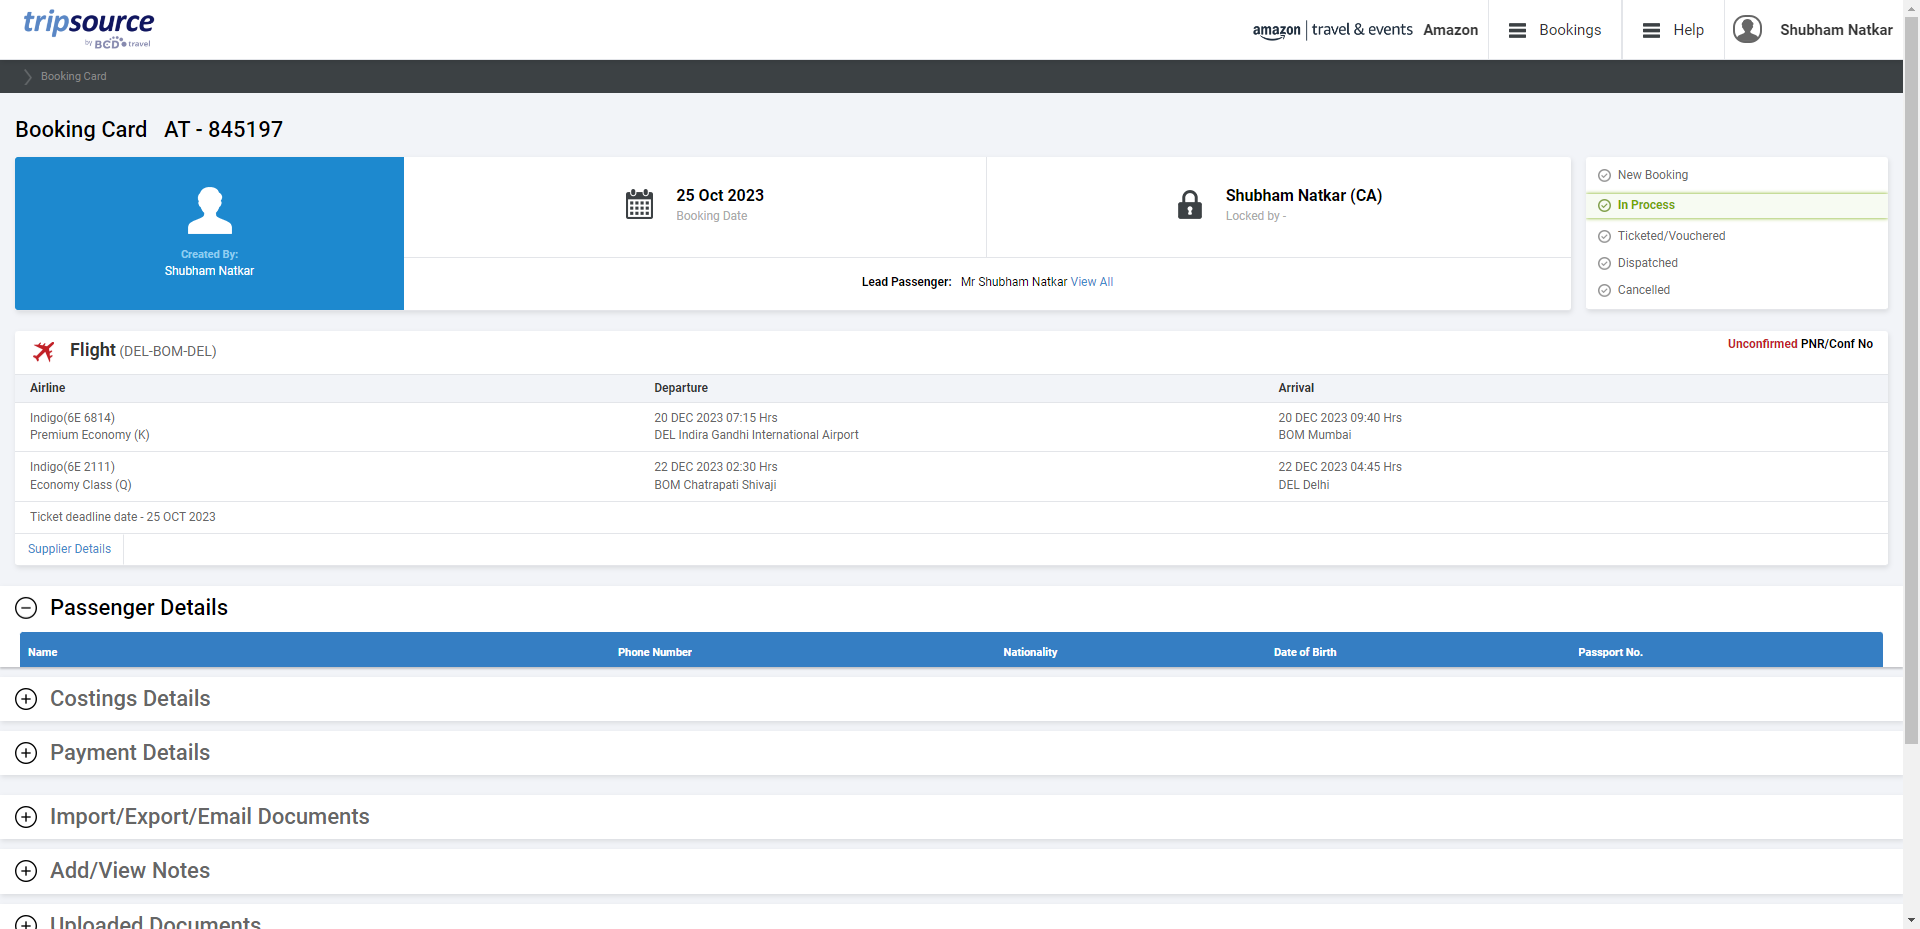 tripsource
by BCD travel
amazon | travel & events Amazon
Bookings
Help
Shubham Natkar
Booking Card
Booking Card AT - 845197
Created By:
Shubham Natkar
25 Oct 2023
Booking Date
Shubham Natkar (CA)
Locked by -
Lead Passenger: Mr Shubham Natkar View All
New Booking
In Process
Ticketed/Vouchered
Dispatched
Cancelled
Flight (DEL-BOM-DEL)
Unconfirmed PNR/Conf No
Airline Departure Arrival
Indigo(6E 6814) 20 DEC 2023 07:15 Hrs 20 DEC 2023 09:40 Hrs
Premium Economy (K) DEL Indira Gandhi International Airport BOM Mumbai
Indigo(6E 2111) 22 DEC 2023 02:30 Hrs 22 DEC 2023 04:45 Hrs
Economy Class (Q) BOM Chatrapati Shivaji DEL Delhi
Ticket deadline date - 25 OCT 2023
Supplier Details
Passenger Details
Name Phone Number Nationality Date of Birth Passport No.
Costings Details
Payment Details
Import/Export/Email Documents
Add/View Notes
Uploaded Documents